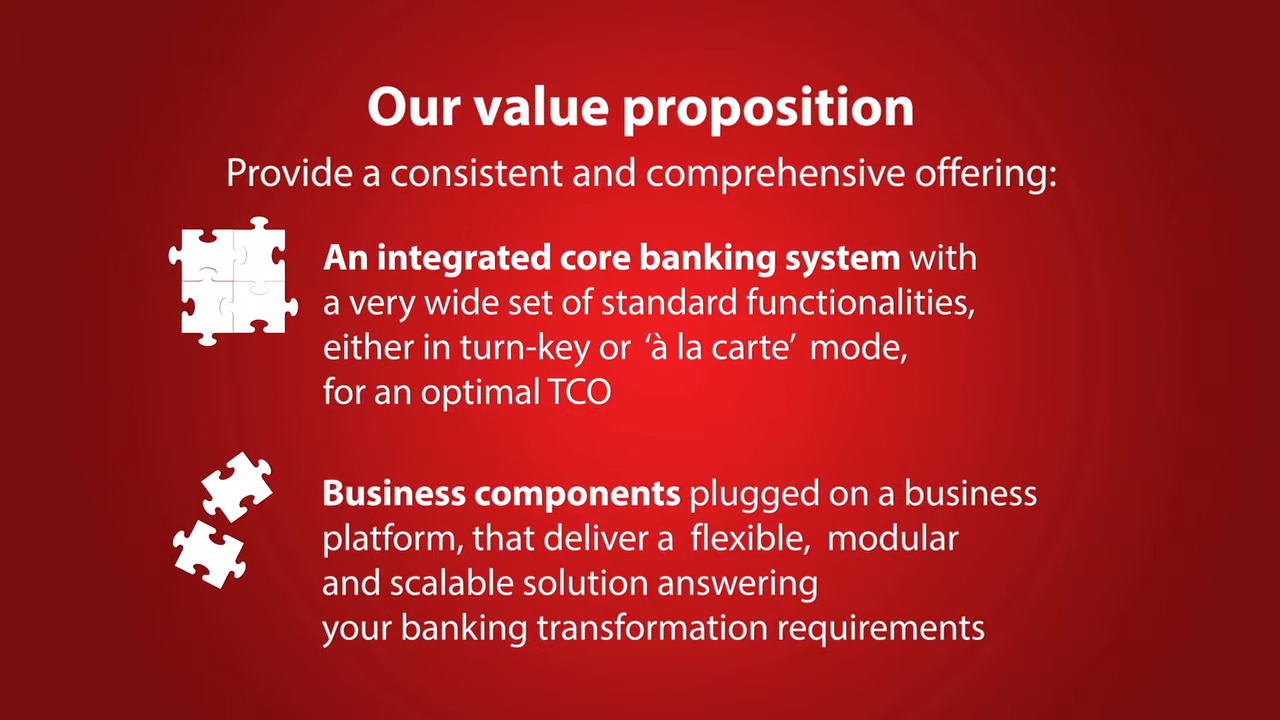 Our value proposition
Provide a consistent and comprehensive offering:
An integrated core banking system with
a very wide set of standard functionalities,
either in turn-key or ‘à la carte’ mode,
for an optimal TCO
Business components plugged on a business
platform, that deliver a flexible, modular
and scalable solution answering
your banking transformation requirements